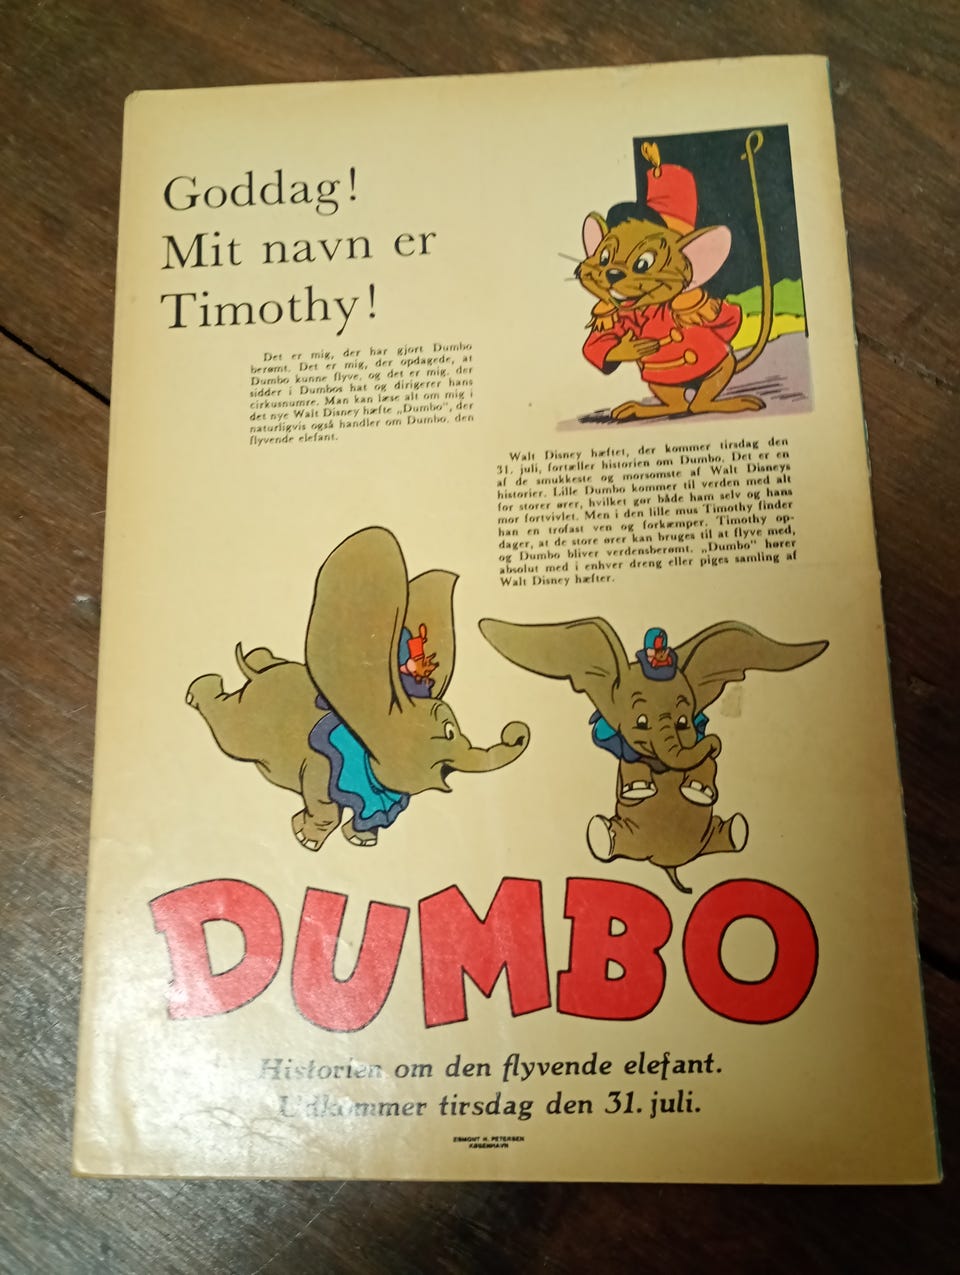 Goddag!
Mit navn er
Timothy!
Det er mig, der har gjort Dumbo
berømt. Det er mig, der opdagede, at
Dumbo kunne flyve, og det er mig, der
sidder i Dumbos hat og dirigerer hans
cirkusnumre. Man kan læse alt om mig i
det nye Walt Disney hæfte „Dumbo", der
naturligvis også handler om Dumbo, den
flyvende elefant.
Walt Disney hæftet, der kommer tirsdag den
31. juli, fortæller historien om Dumbo. Det er en
af de smukkeste og morsomste af Walt Disneys
historier. Lille Dumbo kommer til verden med alt
for store ører, hvilket gør både ham selv og hans
mor fortvivlet. Men i den lille mus Timothy finder
han en trofast ven og forkæmper. Timothy op-
dager, at de store ører kan bruges til at flyve med,
og Dumbo bliver verdensberømt. „Dumbo" hører
absolut med i enhver dreng eller piges samling af
Walt Disney hæfter.
DUMBO
Historien om den flyvende elefant.
Udkommer tirsdag den 31. juli.
EGMONT H. PETERSEN
KØBENHAVN